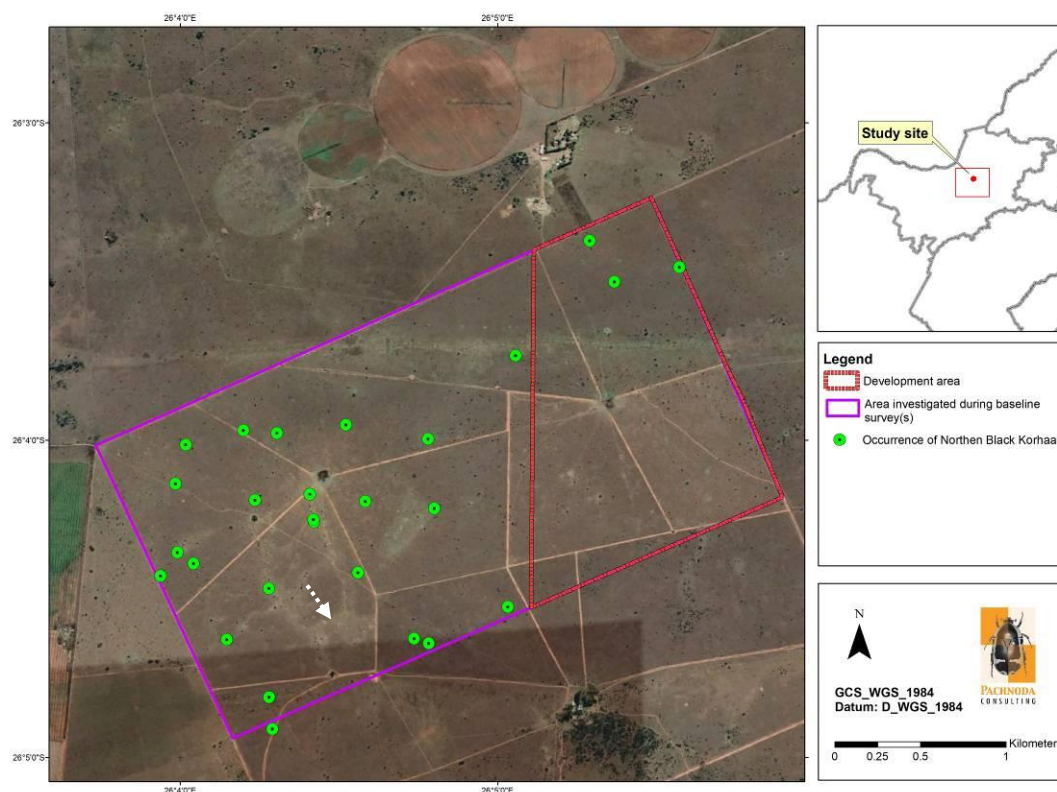 26°4'0"E
26°5'0"E
26°3'0"S
26°4'0"S
26°5'0"S
26°4'0"E
26°5'0"E
Study site
Legend
Development area
Area investigated during baseline
survey(s)
Occurrence of Northen Black Korhaa
N
PACHNODA
CONSULTING
GCS_WGS_1984
Datum: D_WGS_1984
Kilometer
0 0.25 0.5 1